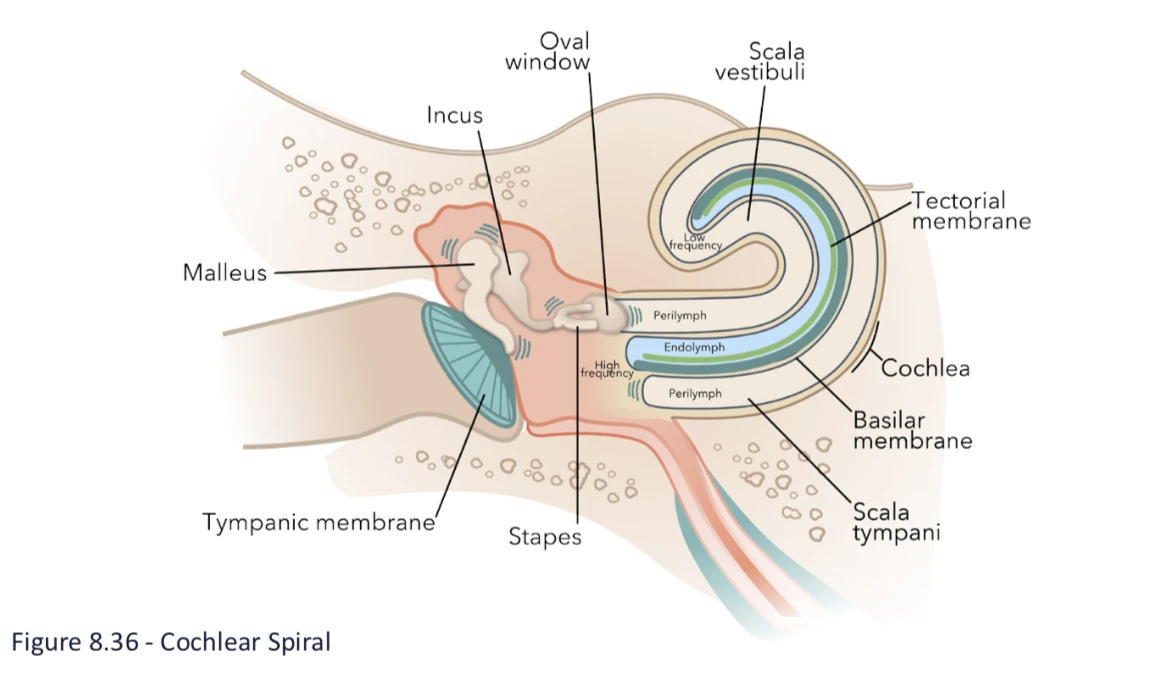 Oval
window
Scala
vestibuli
Incus
Tectorial
membrane
Low
frequency
Malleus
Perilymph
Endolymph
High
frequency
Cochlea
Perilymph
Basilar
membrane
Tympanic membrane
Stapes
Scala
tympani
Figure 8.36 - Cochlear Spiral